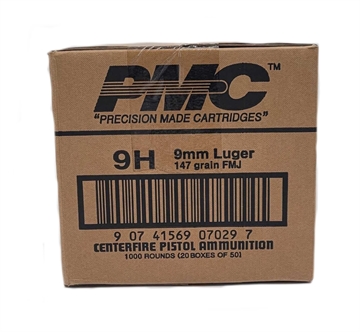 PMC™
"PRECISION MADE CARTRIDGES"
9H 9mm Luger
147 grain FMJ
9 07 41569 07029 7
CENTERFIRE PISTOL AMMUNITION
1000 ROUNDS (20 BOXES OF 50)